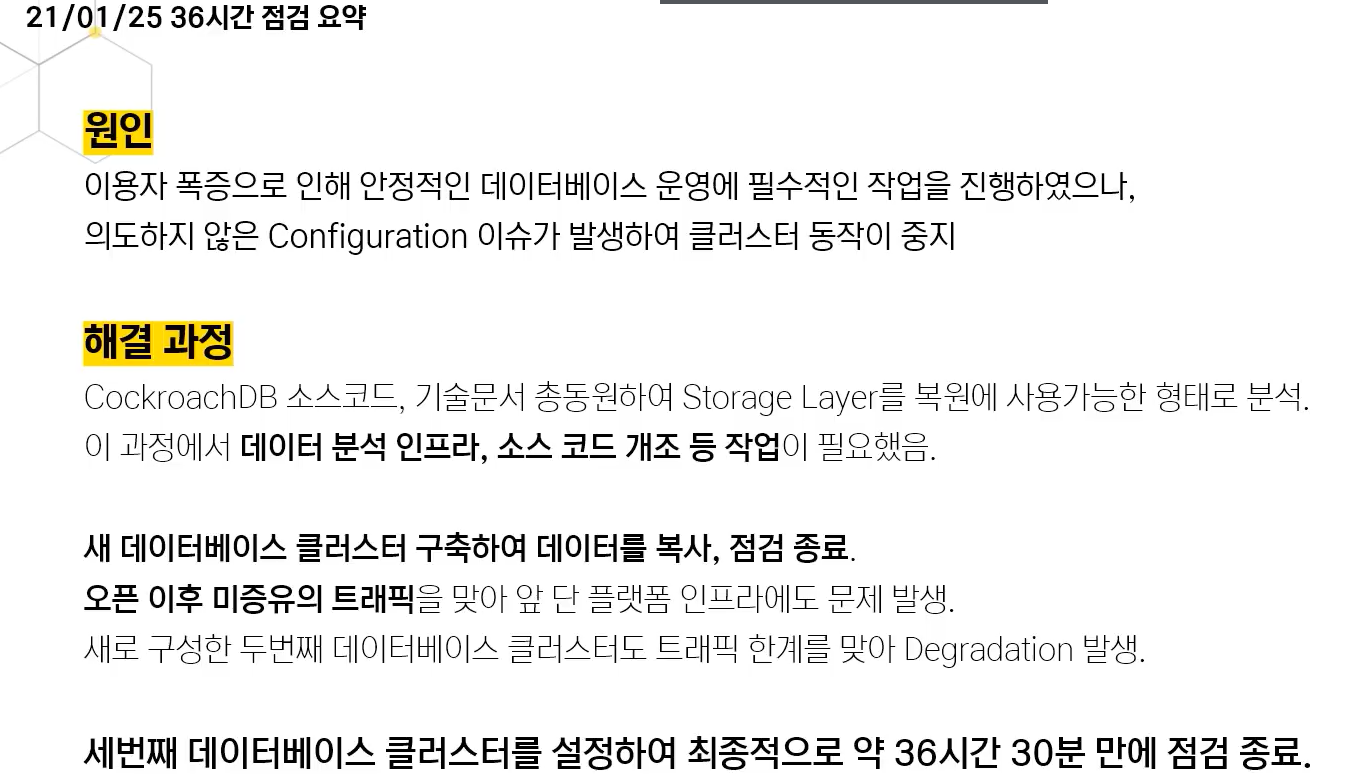 21/01/25 36시간 점검 요약
원인
이용자 폭증으로 인해 안정적인 데이터베이스 운영에 필수적인 작업을 진행하였으나,
의도하지 않은 Configuration 이슈가 발생하여 클러스터 동작이 중지
해결 과정
CockroachDB 소스코드, 기술문서 총동원하여 Storage Layer를 복원에 사용가능한 형태로 분석.
이 과정에서 데이터 분석 인프라, 소스 코드 개조 등 작업이 필요했음.
새 데이터베이스 클러스터 구축하여 데이터를 복사, 점검 종료.
오픈 이후 미증유의 트래픽을 맞아 앞 단 플랫폼 인프라에도 문제 발생.
새로 구성한 두번째 데이터베이스 클러스터도 트래픽 한계를 맞아 Degradation 발생.
세번째 데이터베이스 클러스터를 설정하여 최종적으로 약 36시간 30분 만에 점검 종료.